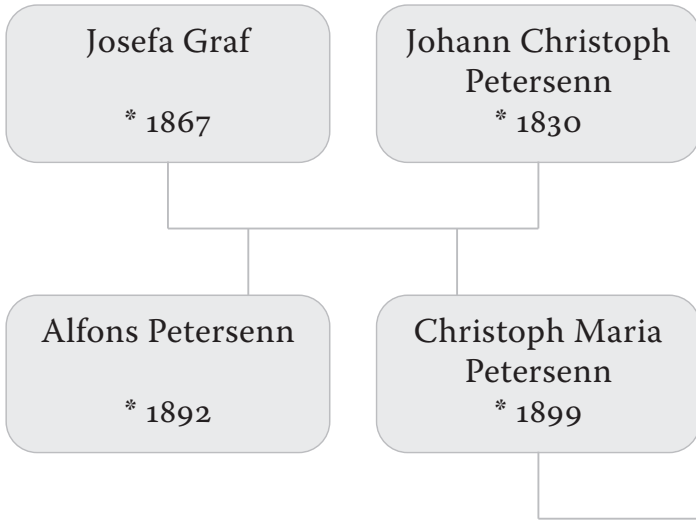 Josefa Graf
* 1867
Johann Christoph
Petersenn
* 1830
Alfons Petersenn
* 1892
Christoph Maria
Petersenn
* 1899